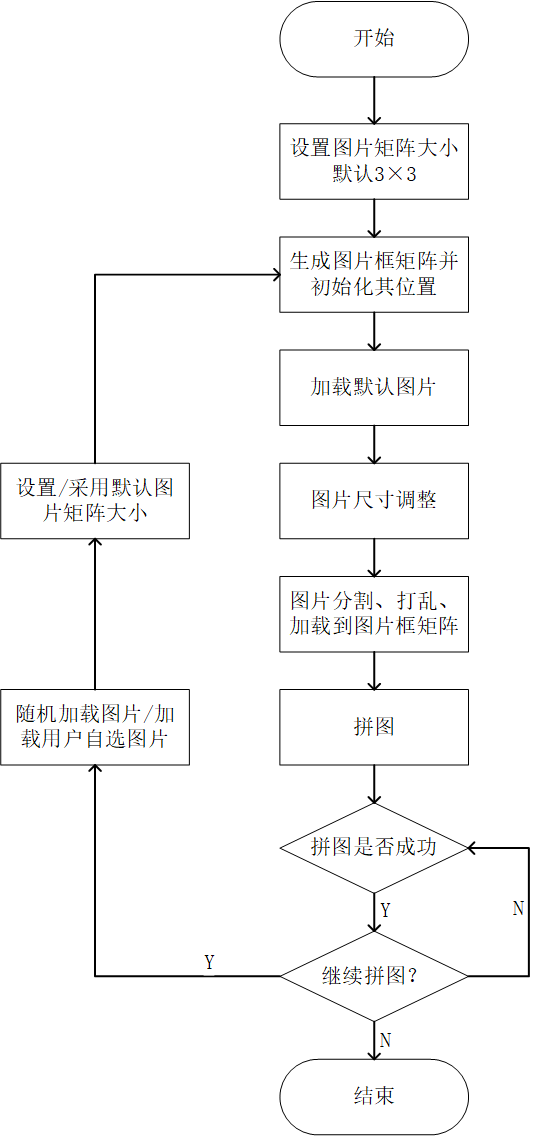 开始
设置图片矩阵大小
默认3×3
生成图片框矩阵并
初始化其位置
加载默认图片
设置/采用默认图
片矩阵大小
图片尺寸调整
图片分割、打乱、
加载到图片框矩阵
随机加载图片/加
载用户自选图片
拼图
拼图是否成功
Y
N
Y
继续拼图?
N
结束